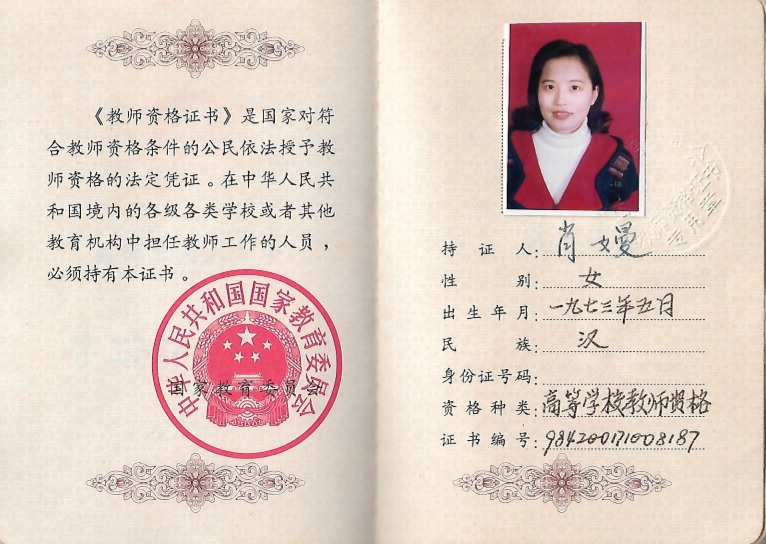 《教师资格证书》是国家对符
合教师资格条件的公民依法授予教
师资格的法定凭证。在中华人民共
和国境内的各级各类学校或者其他
教育机构中担任教师工作的人员，
必须持有本证书。
中华人民共和国国家教育委员会
国家教育委员会
持证人：肖嫚
性别：女
出生年月：一九七三年五月
民族：汉
身份证号码：
资格种类：高等学校教师资格
证书编号：984200171008187
专用章